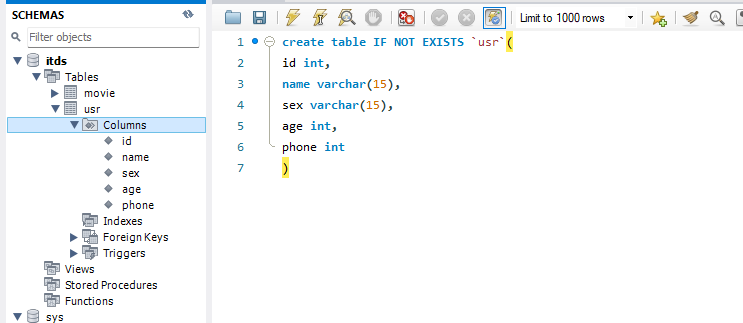 SCHEMAS
Filter objects
itds
Tables
movie
usr
Columns
id
name
sex
age
phone
Indexes
Foreign Keys
Triggers
Views
Stored Procedures
Functions
sys
Limit to 1000 rows
1 create table IF NOT EXISTS `usr`(
2 id int,
3 name varchar(15),
4 sex varchar(15),
5 age int,
6 phone int
7 )